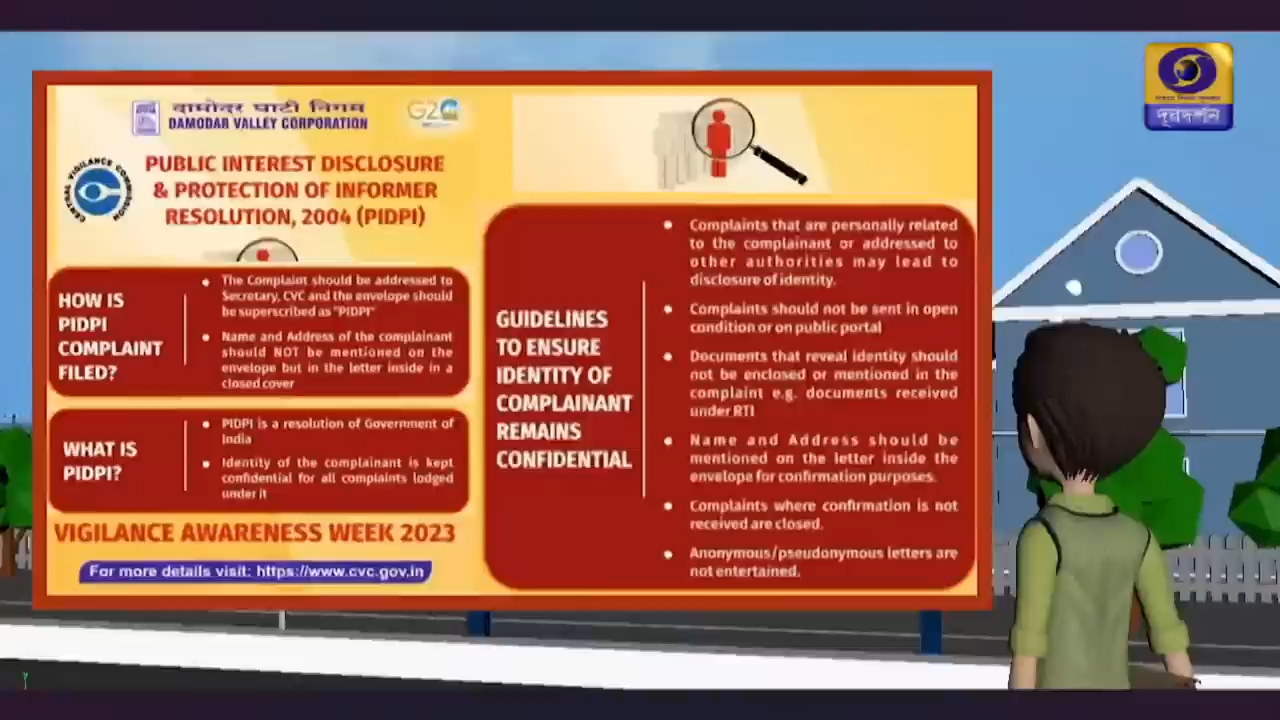 दामोदर घाटी निगम
DAMODAR VALLEY CORPORATION
G20
CENTRAL VIGILANCE COMMISSION
PUBLIC INTEREST DISCLOSURE
& PROTECTION OF INFORMER
RESOLUTION, 2004 (PIDPI)
HOW IS
PIDPI
COMPLAINT
FILED?
The Complaint should be addressed to
Secretary, CVC and the envelope should
be superscribed as "PIDPI"
Name and Address of the complainant
should NOT be mentioned on the
envelope but in the letter inside in a
closed cover
WHAT IS
PIDPI?
PIDPI is a resolution of Government of
India
Identity of the complainant is kept
confidential for all complaints lodged
under it
VIGILANCE AWARENESS WEEK 2023
For more details visit: https://www.cvc.gov.in
GUIDELINES
TO ENSURE
IDENTITY OF
COMPLAINANT
REMAINS
CONFIDENTIAL
Complaints that are personally related
to the complainant or addressed to
other authorities may lead to
disclosure of identity.
Complaints should not be sent in open
condition or on public portal
Documents that reveal identity should
not be enclosed or mentioned in the
complaint e.g. documents received
under RTI
Name and Address should be
mentioned on the letter inside the
envelope for confirmation purposes.
Complaints where confirmation is not
received are closed.
Anonymous/pseudonymous letters are
not entertained.
दूरदर्शन